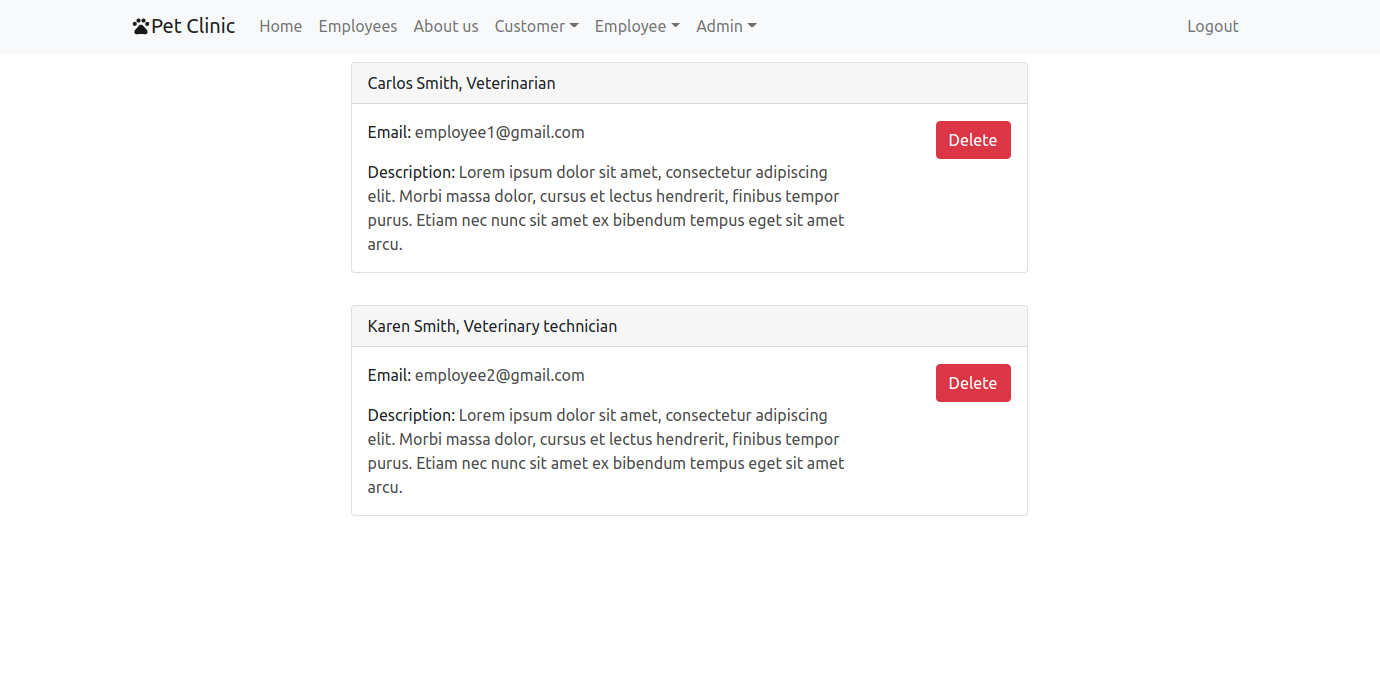 Pet Clinic Home Employees About us Customer Employee Admin Logout
Carlos Smith, Veterinarian
Email: employee1@gmail.com
Delete
Description: Lorem ipsum dolor sit amet, consectetur adipiscing
elit. Morbi massa dolor, cursus et lectus hendrerit, finibus tempor
purus. Etiam nec nunc sit amet ex bibendum tempus eget sit amet
arcu.
Karen Smith, Veterinary technician
Email: employee2@gmail.com
Delete
Description: Lorem ipsum dolor sit amet, consectetur adipiscing
elit. Morbi massa dolor, cursus et lectus hendrerit, finibus tempor
purus. Etiam nec nunc sit amet ex bibendum tempus eget sit amet
arcu.